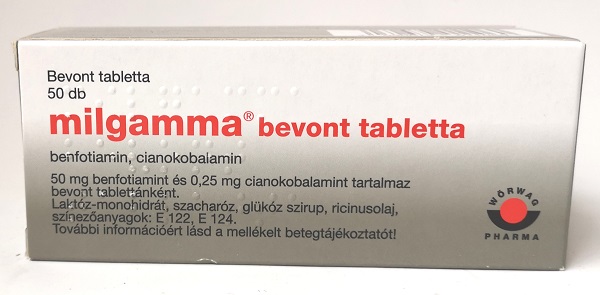 Bevont tabletta
50 db
milgamma® bevont tabletta
benfotiamin, cianokobalamin
50 mg benfotiamint és 0,25 mg cianokobalamint tartalmaz
bevont tablettánként.
Laktóz-monohidrát, szacharóz, glükóz szirup, ricinusolaj,
színezőanyagok: E 122, E 124.
További információért lásd a mellékelt betegtájékoztatót!
WÖRWAG
PHARMA